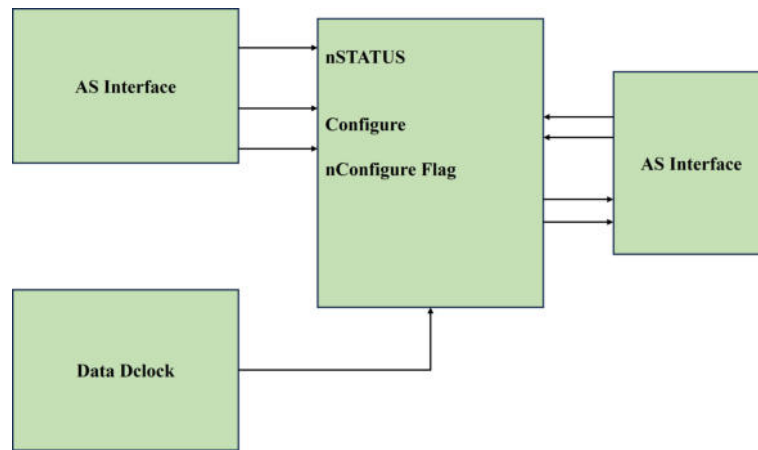 AS Interface
nSTATUS
Configure
nConfigure Flag
AS Interface
Data Dclock